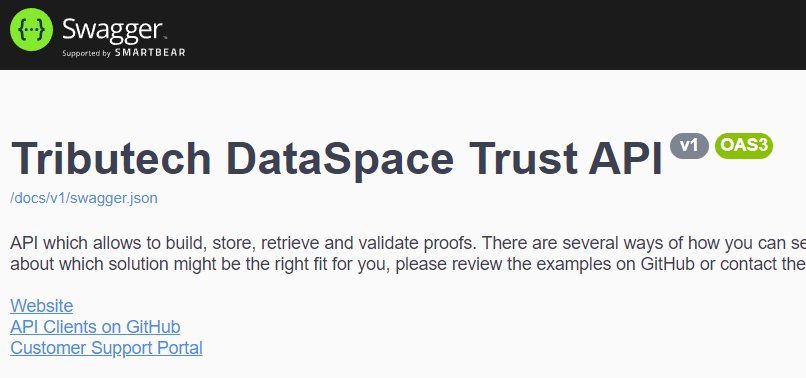 Swagger
Supported by SMARTBEAR
Tributech DataSpace Trust API v1 OAS3
/docs/v1/swagger.json
API which allows to build, store, retrieve and validate proofs. There are several ways of how you can se
about which solution might be the right fit for you, please review the examples on GitHub or contact the
Website
API Clients on GitHub
Customer Support Portal